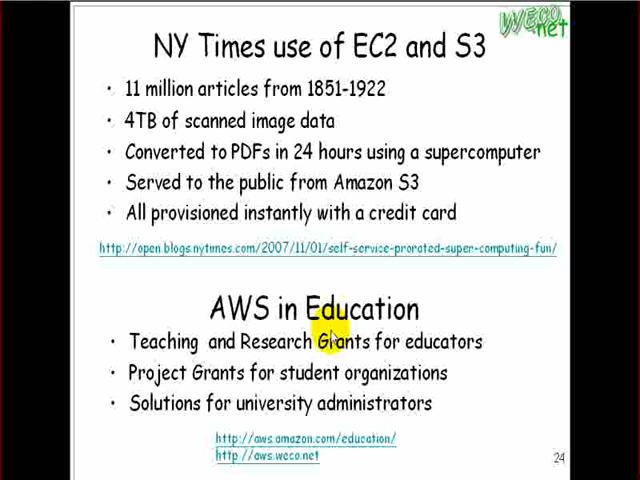 WECO
.net
NY Times use of EC2 and S3
• 11 million articles from 1851-1922
• 4TB of scanned image data
• Converted to PDFs in 24 hours using a supercomputer
• Served to the public from Amazon S3
• All provisioned instantly with a credit card
http://open.blogs.nytimes.com/2007/11/01/self-service-prorated-super-computing-fun/
AWS in Education
• Teaching and Research Grants for educators
• Project Grants for student organizations
• Solutions for university administrators
http://aws.amazon.com/education/
http://aws.weco.net
24